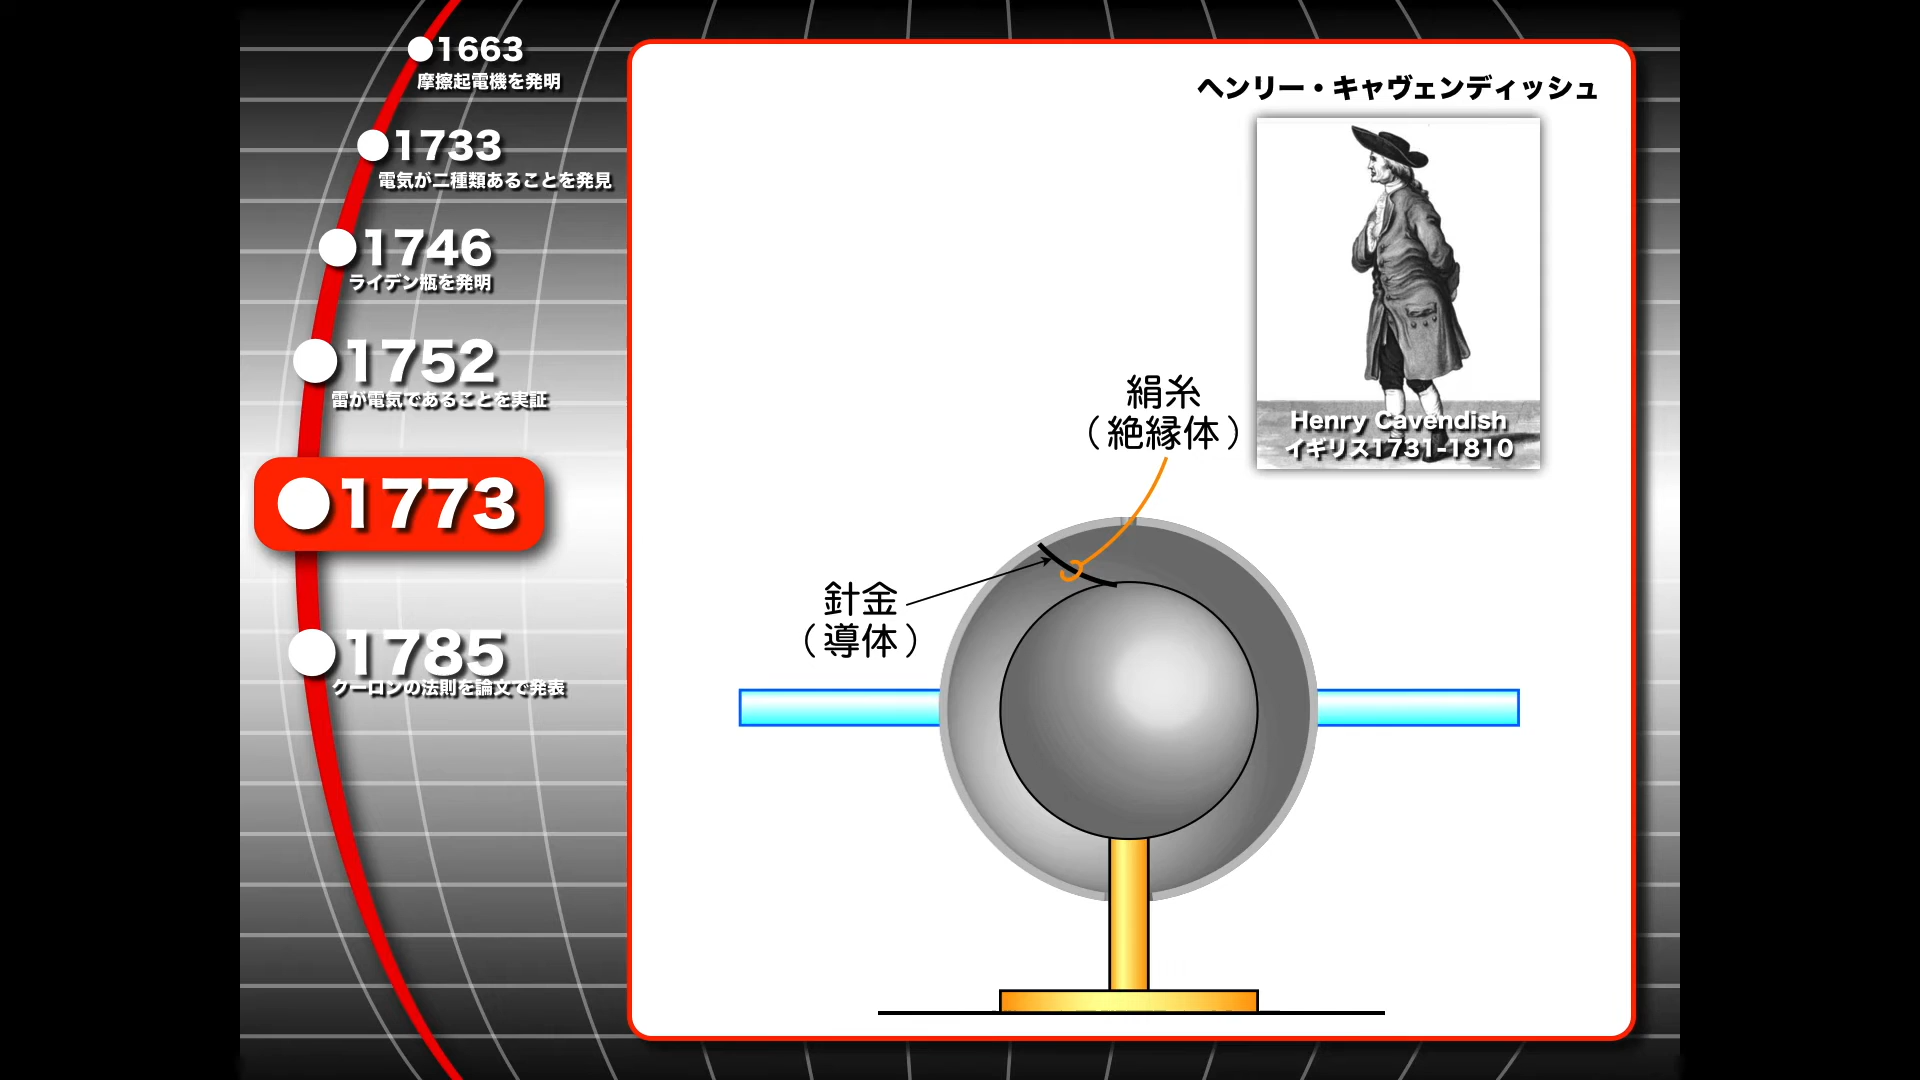 1663
摩擦起電機を発明
1733
電気が二種類あることを発見
1746
ライデン瓶を発明
1752
雷が電気であることを実証
1773
1785
クーロンの法則を論文で発表
ヘンリー・キャヴェンディッシュ
Henry Cavendish
イギリス1731-1810
絹糸
（絶縁体）
針金
（導体）